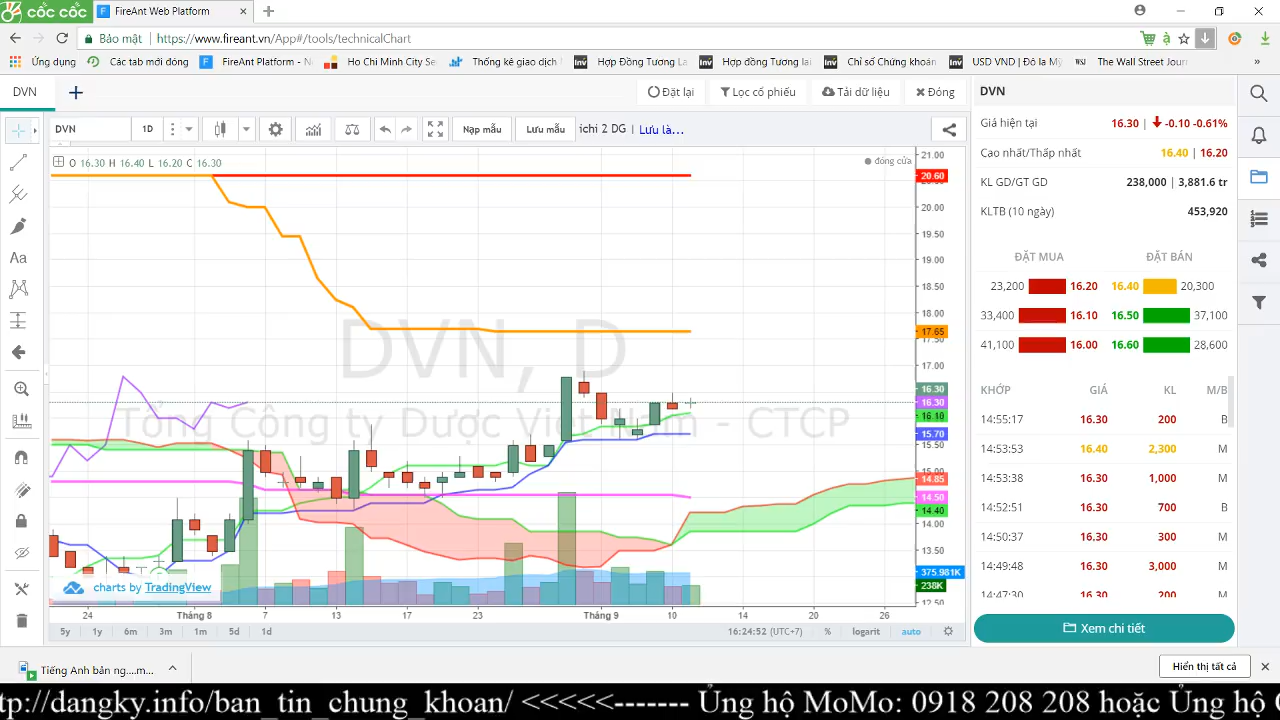 cốc cốc
FireAnt Web Platform
Bảo mật
https://www.fireant.vn/App#/tools/technicalChart
Ứng dụng
Các tab mới đóng
FireAnt Platform - N
Ho Chi Minh City Se
Thống kê giao dịch
Hợp Đồng Tương La
Hợp đồng Tương lai
Chỉ số Chứng khoán
USD VND | Đô la Mỹ
The Wall Street Jour
DVN
Đặt lại
Lọc cổ phiếu
Tải dữ liệu
Đóng
DVN
1D
Nạp mẫu
Lưu mẫu
ichi 2 DG
Lưu là...
O 16.30 H 16.40 L 16.20 C 16.30
đóng cửa
DVN, D
Tổng Công ty Dược Việt Nam - CTCP
21.00
20.60
20.00
19.50
19.00
18.50
18.00
17.65
17.50
17.00
16.30
16.30
16.10
15.70
15.50
15.00
14.85
14.50
14.40
14.00
13.50
375.981K
238K
12.50
charts by TradingView
24
Tháng 8
7
13
17
23
Tháng 9
10
14
20
26
5y 1y 6m 3m 1m 5d 1d
16:24:52 (UTC+7)
%
logarit
auto
Aa
DVN
Giá hiện tại 16.30 | -0.10 -0.61%
Cao nhất/Thấp nhất 16.40 | 16.20
KL GD/GT GD 238,000 | 3,881.6 tr
KLTB (10 ngày) 453,920
ĐẶT MUA ĐẶT BÁN
23,200 16.20 16.40 20,300
33,400 16.10 16.50 37,100
41,100 16.00 16.60 28,600
KHỚP GIÁ KL M/B
14:55:17 16.30 200 B
14:53:53 16.40 2,300 M
14:53:38 16.30 1,000 M
14:52:51 16.30 700 B
14:50:37 16.30 300 M
14:49:48 16.30 3,000 M
14:47:30 16.30 200 B
Xem chi tiết
Tiếng Anh bản ng....m...
Hiển thị tất cả
tp://dangky.info/ban_tin_chung_khoan/ <<<<<------- Ủng hộ MoMo: 0918 208 208 hoặc Ủng hộ